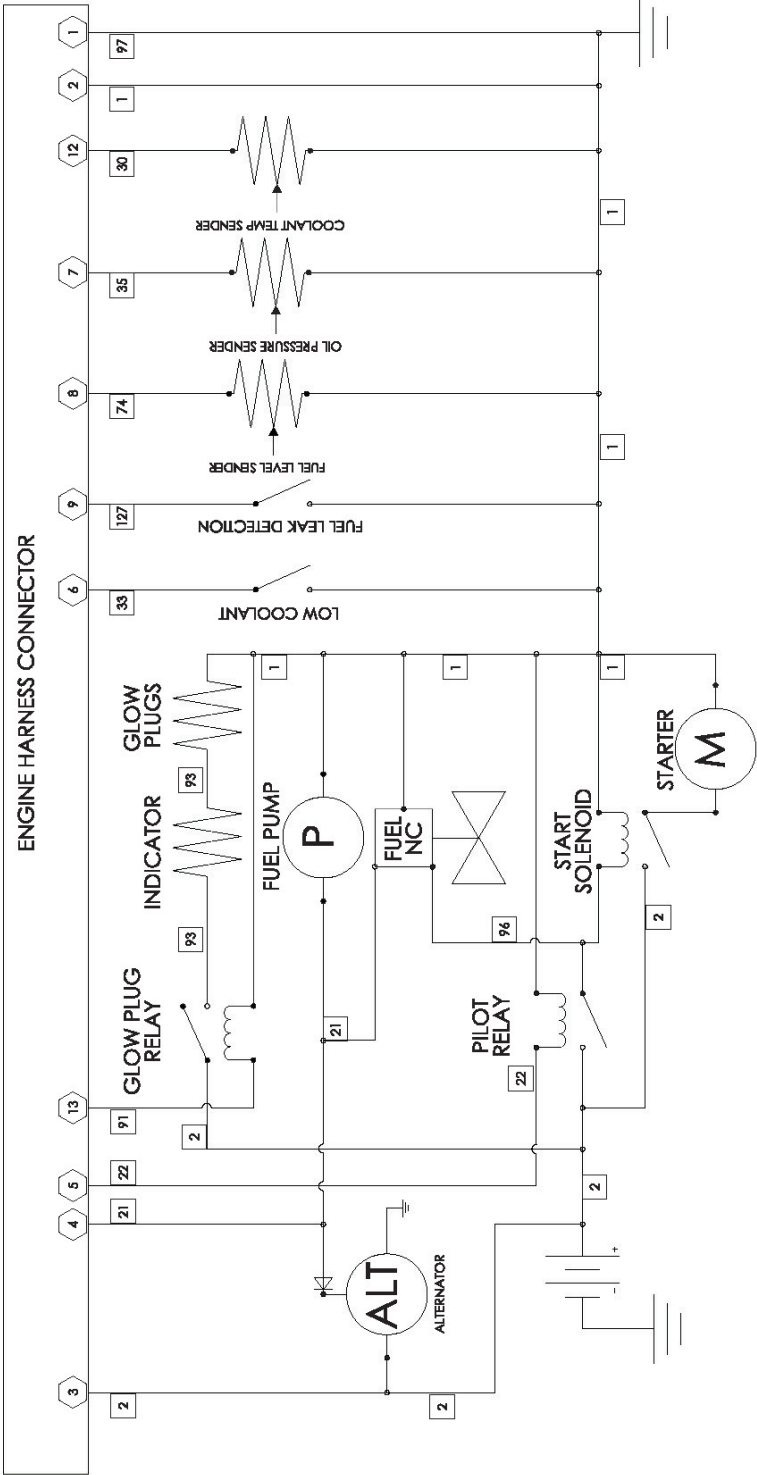 ENGINE HARNESS CONNECTOR
3
4
5
13
6
9
8
7
12
2
1
2
21
22
91
33
127
74
35
30
1
97
GLOW PLUG
RELAY
INDICATOR
GLOW
PLUGS
2
93
93
1
LOW COOLANT
FUEL LEAK DETECTION
FUEL LEVEL SENDER
OIL PRESSURE SENDER
COOLANT TEMP SENDER
FUEL PUMP
P
21
ALT
ALTERNATOR
2
FUEL
NC
1
96
PILOT
RELAY
22
2
START
SOLENOID
2
1
1
1
STARTER
M
+
-